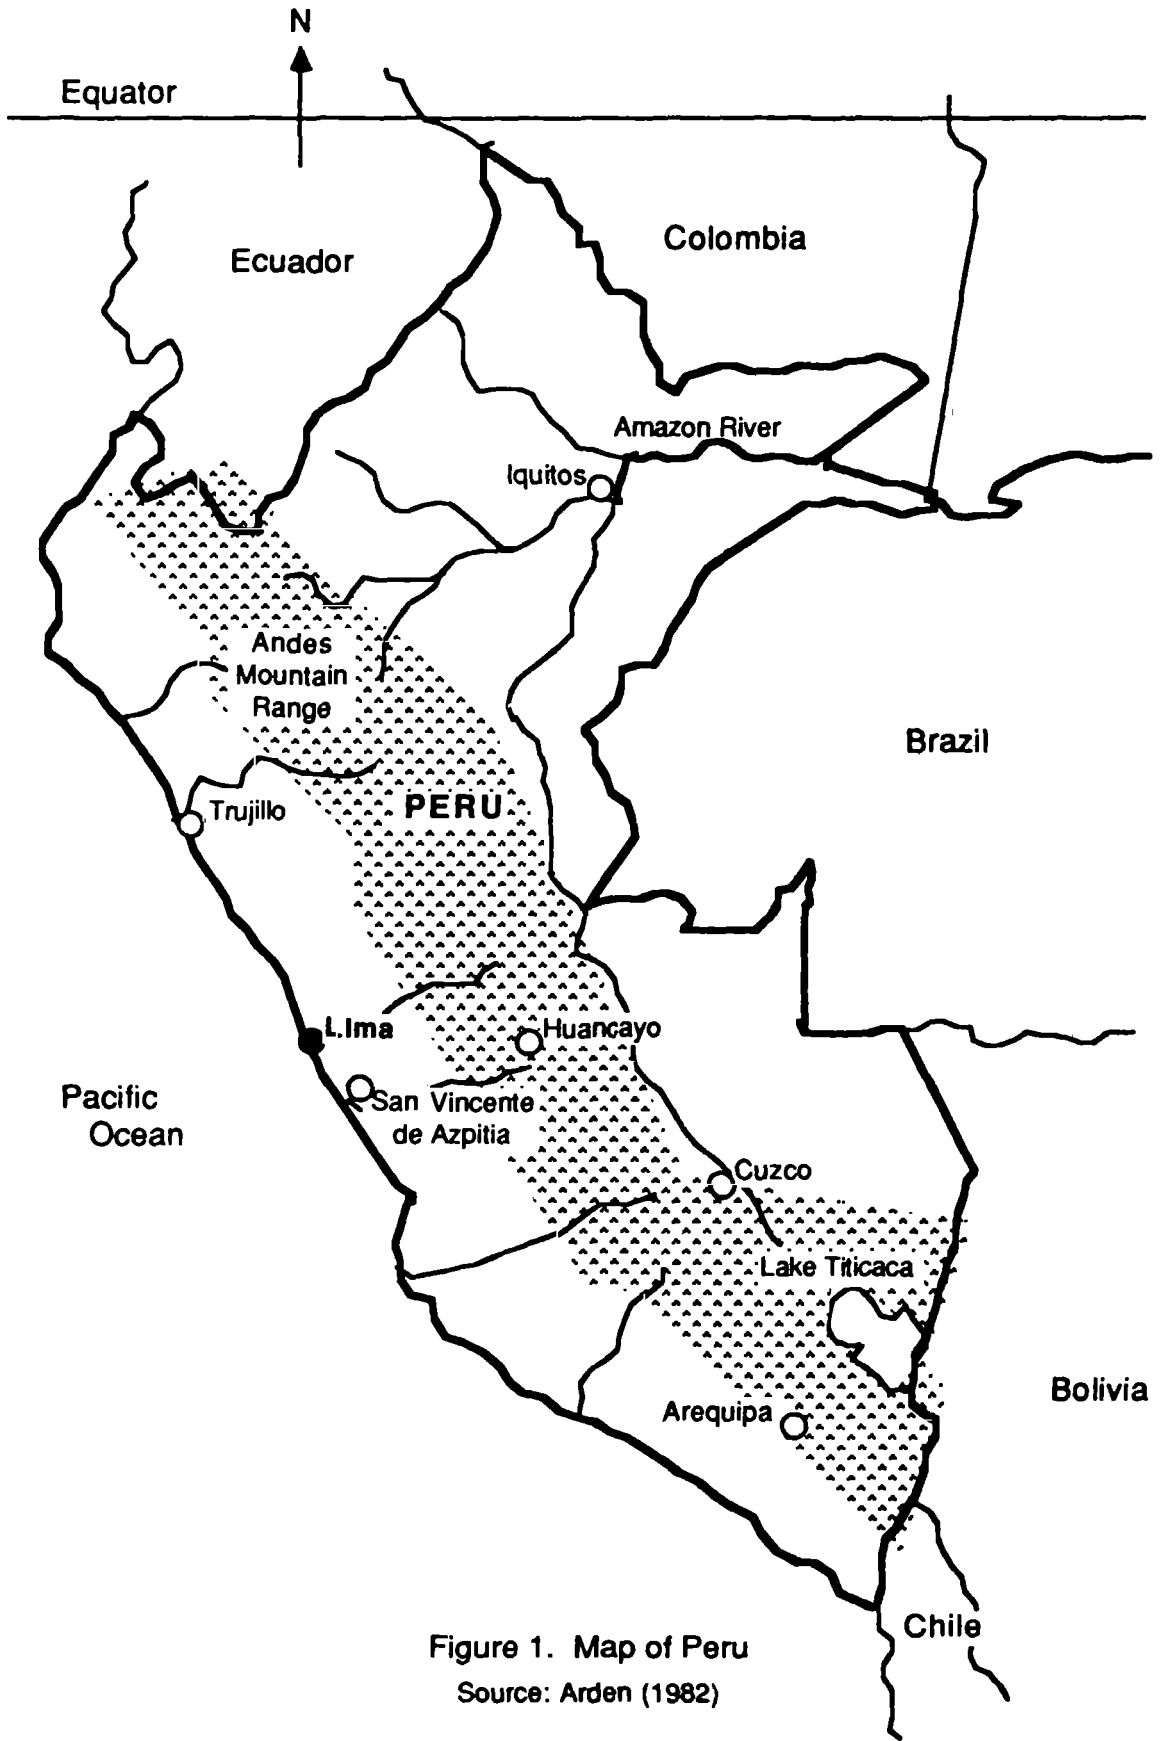 N
Equator
Colombia
Ecuador
Amazon River
Iquitos
Andes
Mountain
Range
Brazil
PERU
Trujillo
L.Ima
Huancayo
Pacific
Ocean
San Vincente
de Azpitia
Cuzco
Lake Titicaca
Bolivia
Arequipa
Chile
Figure 1. Map of Peru
Source: Arden (1982)